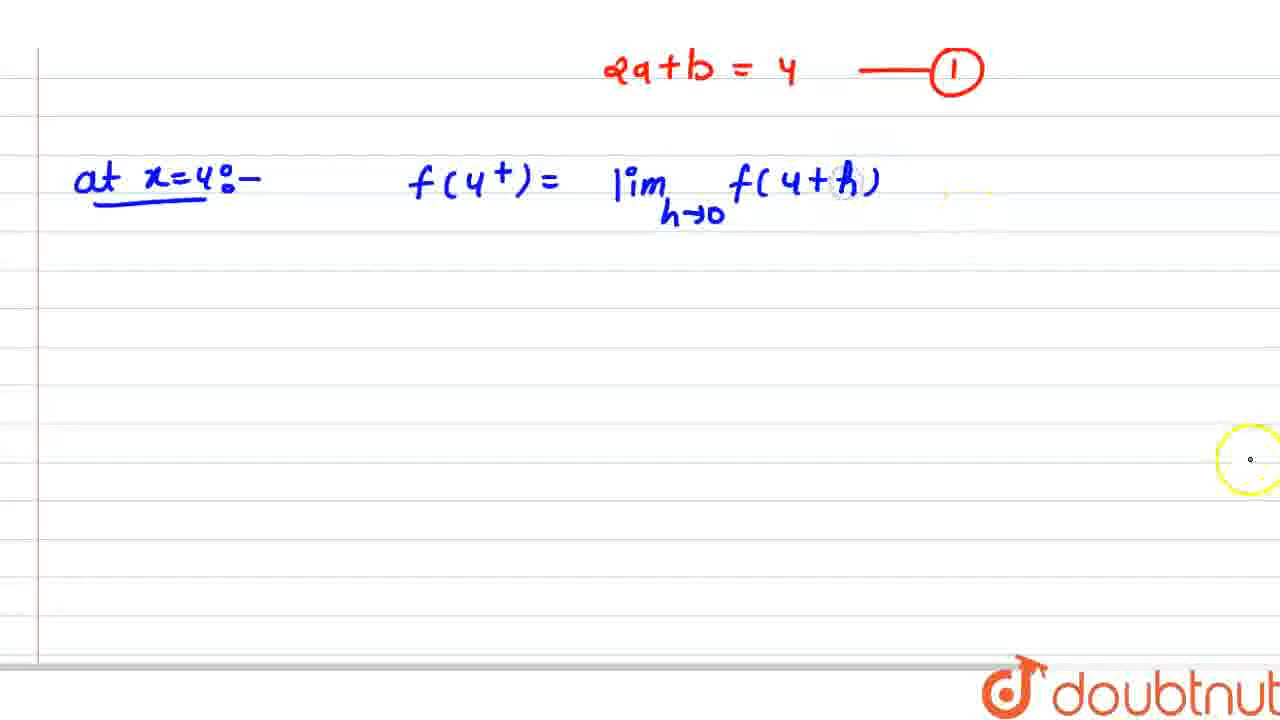 2a+b = 4 —— ①
at x=4:- f(4+) = lim f(4+h)
h→0
doubtnut